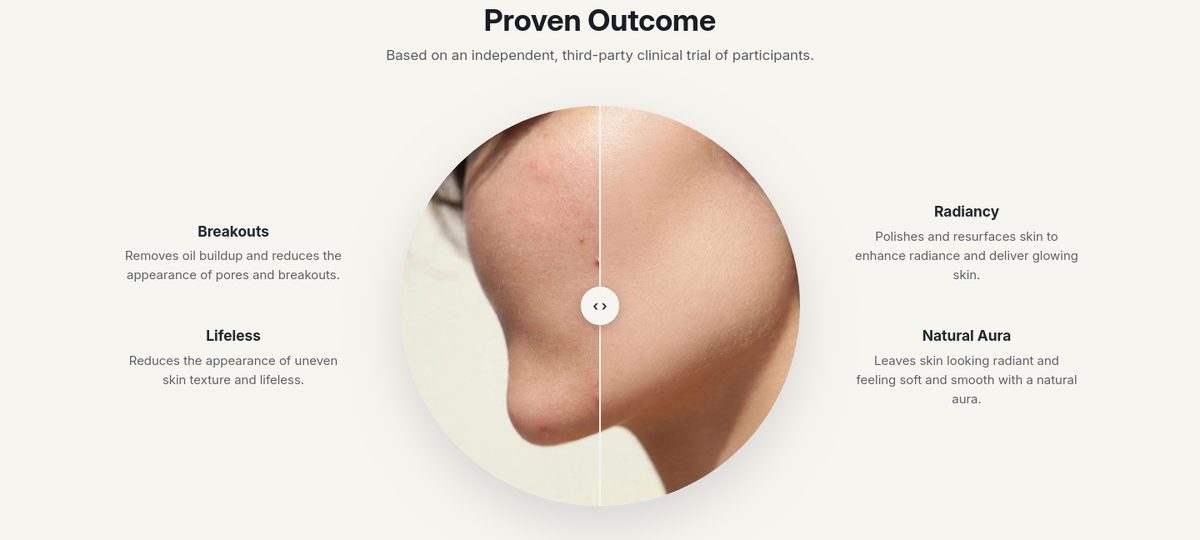 Proven Outcome
Based on an independent, third-party clinical trial of participants.
Breakouts
Removes oil buildup and reduces the
appearance of pores and breakouts.
Lifeless
Reduces the appearance of uneven
skin texture and lifeless.
Radiancy
Polishes and resurfaces skin to
enhance radiance and deliver glowing
skin.
Natural Aura
Leaves skin looking radiant and
feeling soft and smooth with a natural
aura.